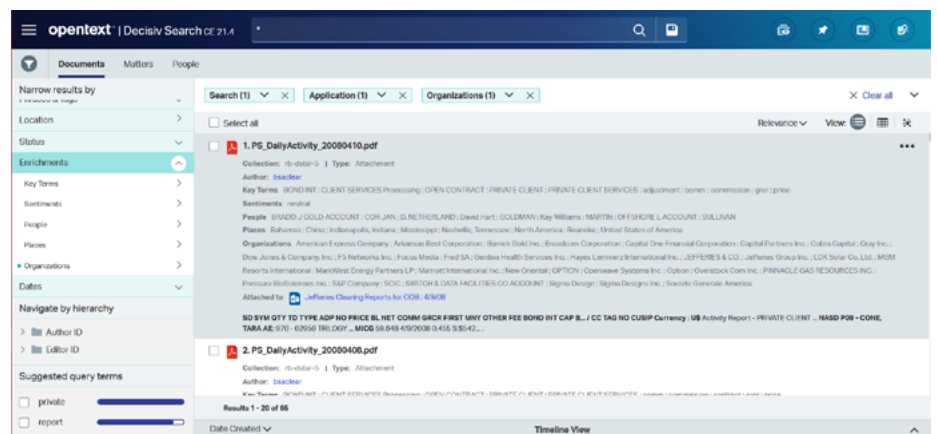 opentext™ | Decisiv Search CE 21.4
*
Documents Matters People
Narrow results by
Location
Status
Enrichments
Key Terms
Sentiments
People
Places
Organizations
Dates
Navigate by hierarchy
Author ID
Editor ID
Suggested query terms
private
report
Search (1) Application (1) Organizations (1) Clear all
Select all Relevance View:
1. PS_DailyActivity_20080410.pdf
Collection: rb-dstar-5 | Type: Attachment
Author: bsaclear
Key Terms BOND INT ; CLIENT SERVICES Processing ; OPEN CONTRACT ; PRIVATE CLIENT ; PRIVATE CLIENT SERVICES ; adjustment ; comm ; commission ; grcr ; price
Sentiments neutral
People BRADO J GOLD ACCOUNT ; COR JAN ; D. NETHERLAND ; David Hart ; GOLDMAN ; Kay Williams ; MARTIN ; OFFSHORE L ACCOUNT ; SULLIVAN
Places Bahamas ; China ; Indianapolis, Indiana ; Mississippi ; Nashville, Tennessee ; North America ; Roanoke ; United States of America
Organizations American Express Company ; Arkansas Best Corporation ; Barrick Gold Inc. ; Broadcom Corporation ; Capital One Financial Corporation ; Capital Partners Inc. ; Cobra Capital ; Gray Inc. ;
Dow Jones & Company, Inc. ; F5 Networks Inc. ; Focus Media ; Fred SA ; Gentiva Health Services Inc. ; Hayes Lemmerz International Inc. ; JEFFERIES & CO. ; Jefferies Group Inc. ; LDK Solar Co. Ltd. ; MGM
Resorts International ; MarkWest Energy Partners LP ; Marriott International Inc. ; New Oriental ; OPTION ; Openwave Systems Inc. ; Option ; Overstock Com Inc. ; PINNACLE GAS RESOURCES INC. ;
Pressure BioSciences Inc. ; S&P Company ; SCIC ; SWITCH & DATA FACILITIES CO ACCOUNT ; Sigma Design ; Sigma Designs Inc. ; Societe Generale America
Attached to Jefferies Clearing Reports for COB: 4/9/08
SD SYM QTY TD TYPE ADP NO PRICE BL NET COMM GRCR FIRST MNY OTHER FEE BOND INT CAP B... / CC TAG NO CUSIP Currency : U$ Activity Report - PRIVATE CLIENT ... NASD P08 - CONE,
TARA AE: 970 - 02950 TRILOGY ... MICG 59.648 4/9/2008 0.455 S $542....
2. PS_DailyActivity_20080408.pdf
Collection: rb-dstar-5 | Type: Attachment
Author: bsaclear
Results 1 - 20 of 66
Date Created Timeline View